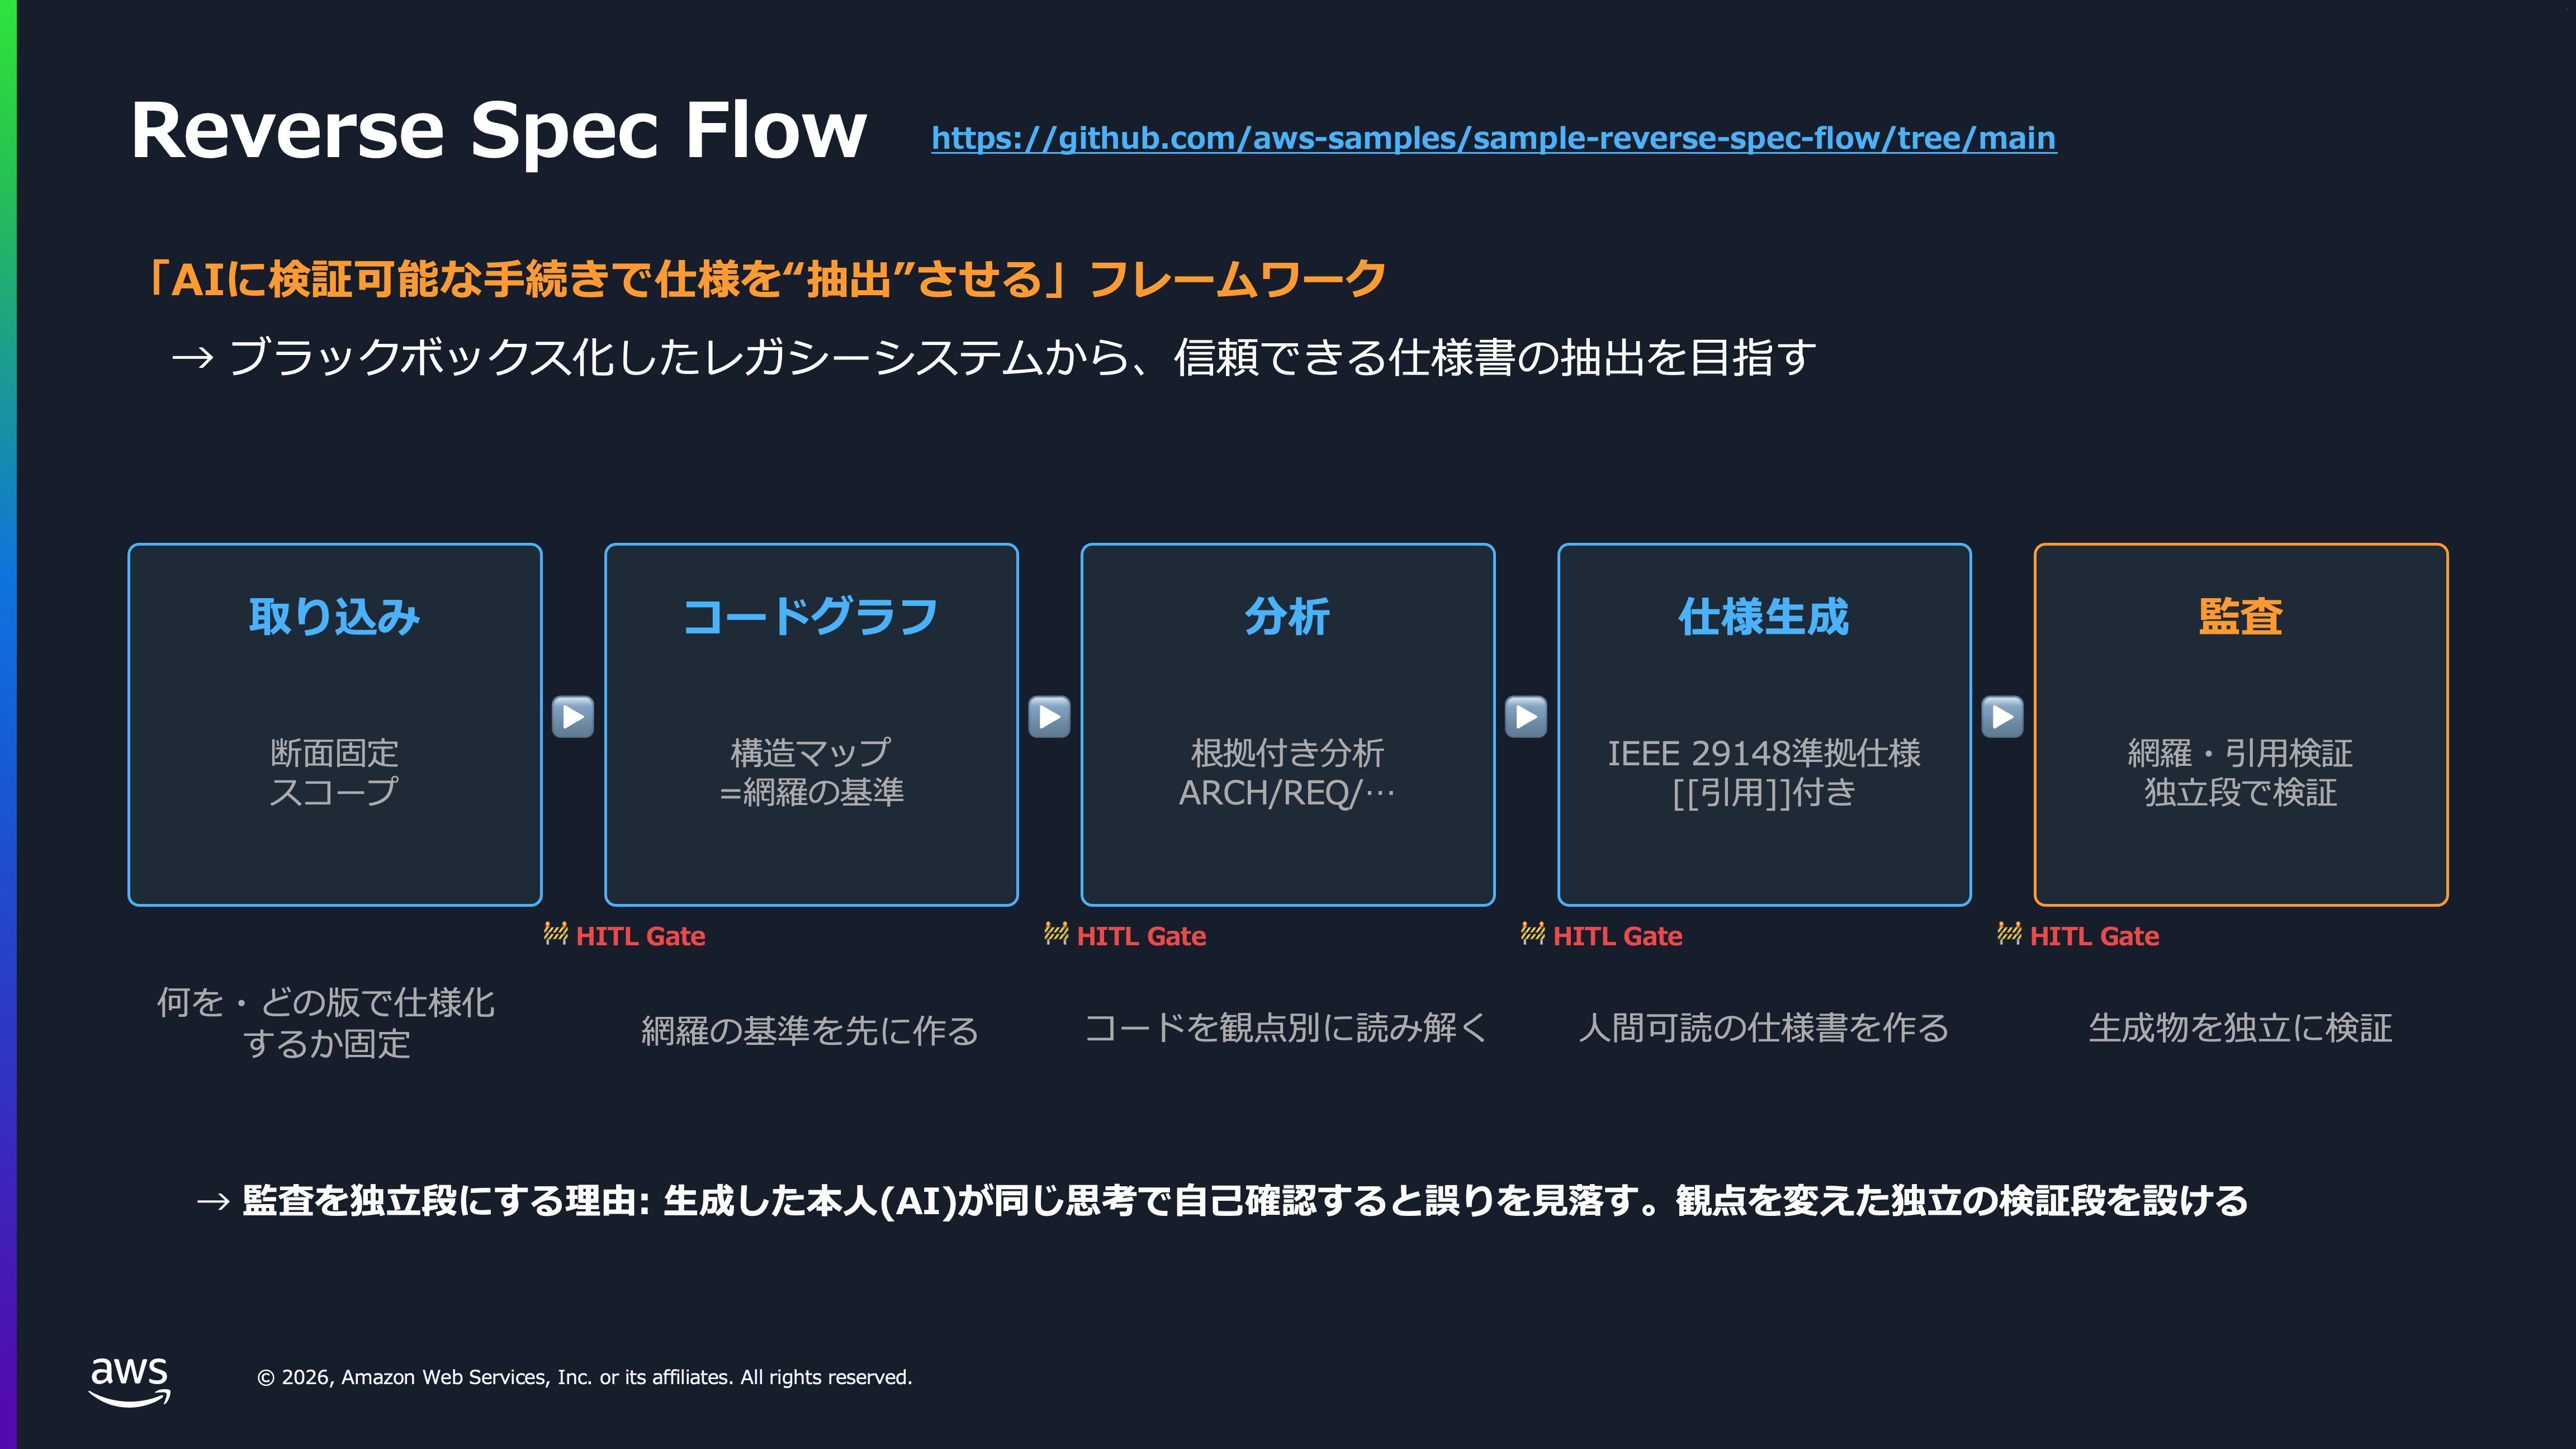 Reverse Spec Flow
https://github.com/aws-samples/sample-reverse-spec-flow/tree/main
「AIに検証可能な手続きで仕様を“抽出”させる」フレームワーク
→ ブラックボックス化したレガシーシステムから、信頼できる仕様書の抽出を目指す
取り込み
断面固定
スコープ
コードグラフ
構造マップ
=網羅の基準
分析
根拠付き分析
ARCH/REQ/…
仕様生成
IEEE 29148準拠仕様
[[引用]]付き
監査
網羅・引用検証
独立段で検証
🚧 HITL Gate
🚧 HITL Gate
🚧 HITL Gate
🚧 HITL Gate
何を・どの版で仕様化
するか固定
網羅の基準を先に作る
コードを観点別に読み解く
人間可読の仕様書を作る
生成物を独立に検証
→ 監査を独立段にする理由: 生成した本人(AI)が同じ思考で自己確認すると誤りを見落す。観点を変えた独立の検証段を設ける
aws
© 2026, Amazon Web Services, Inc. or its affiliates. All rights reserved.